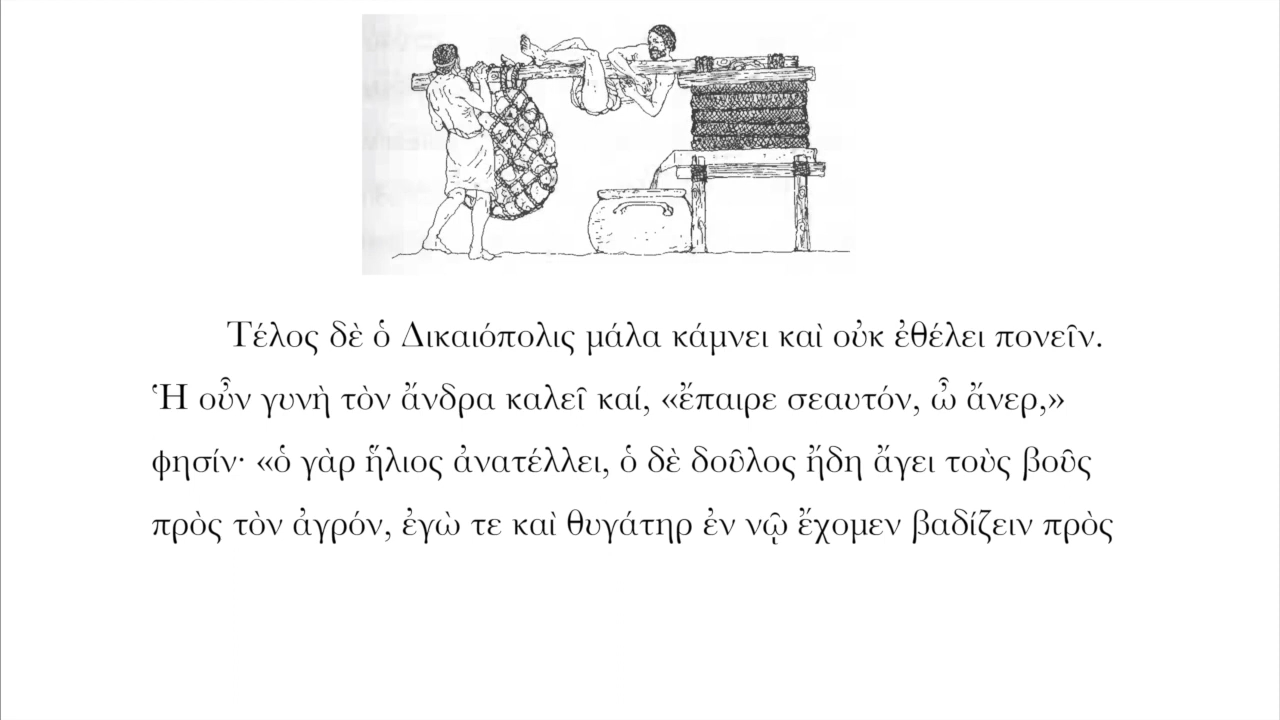 Τέλος δὲ ὁ Δικαιόπολις μάλα κάμνει καὶ οὐκ ἐθέλει πονεῖν.
Ἡ οὖν γυνὴ τὸν ἄνδρα καλεῖ καί, «ἔπαιρε σεαυτόν, ὦ ἄνερ,»
φησίν· «ὁ γὰρ ἥλιος ἀνατέλλει, ὁ δὲ δοῦλος ἤδη ἄγει τοὺς βοῦς
πρὸς τὸν ἀγρόν, ἐγὼ τε καὶ θυγάτηρ ἐν νῷ ἔχομεν βαδίζειν πρὸς